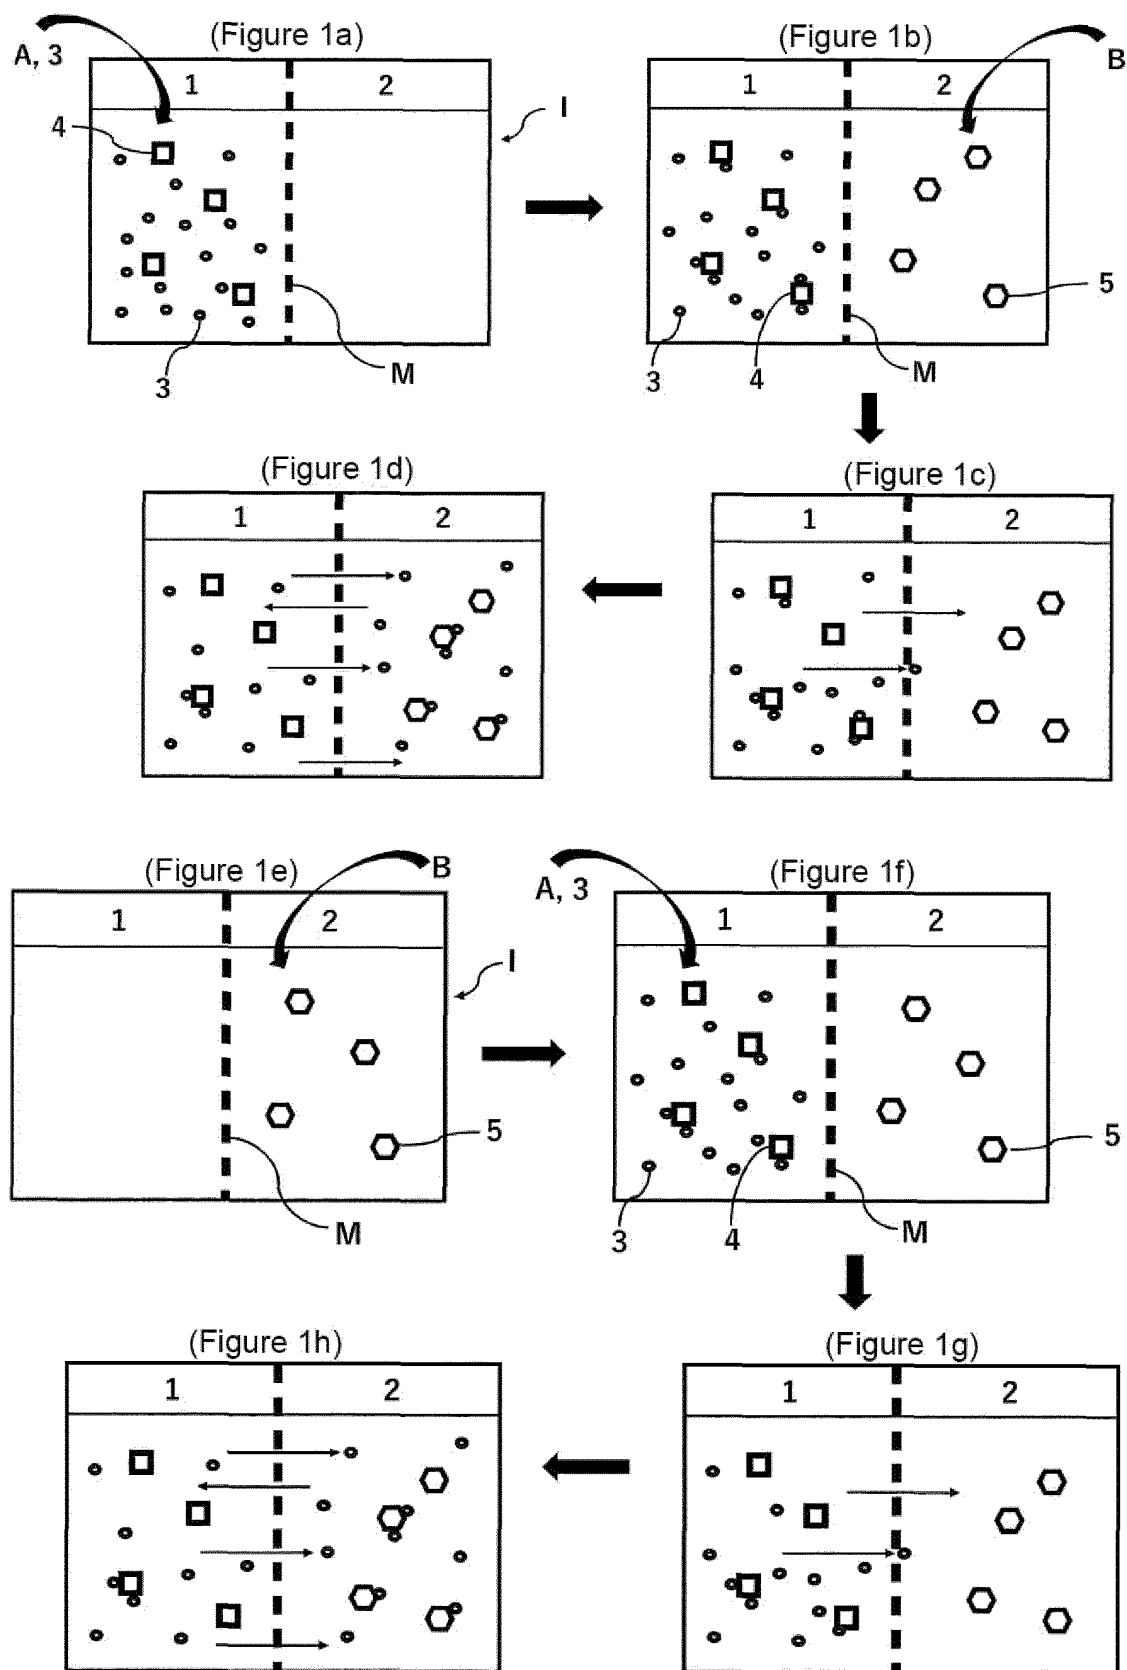 (Figure 1a)
A, 3
1
2
4
I
3
M
(Figure 1b)
B
1
2
5
3
4
M
(Figure 1d)
1
2
(Figure 1c)
1
2
(Figure 1e)
B
1
2
I
5
M
(Figure 1f)
A, 3
1
2
5
3
4
M
(Figure 1h)
1
2
(Figure 1g)
1
2